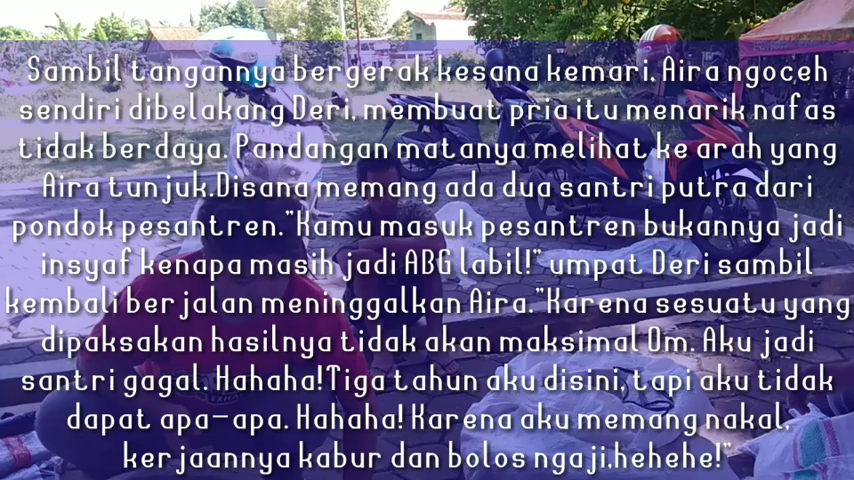 Sambil tangannya bergerak kesana kemari, Aira ngoceh
sendiri dibelakang Deri, membuat pria itu menarik nafas
tidak berdaya. Pandangan matanya melihat ke arah yang
Aira tunjuk.Disana memang ada dua santri putra dari
pondok pesantren."Kamu masuk pesantren bukannya jadi
insyaf kenapa masih jadi ABG labil!" umpat Deri sambil
kembali berjalan meninggalkan Aira."Karena sesuatu yang
dipaksakan hasilnya tidak akan maksimal Om. Aku jadi
santri gagal. Hahaha!Tiga tahun aku disini, tapi aku tidak
dapat apa-apa. Hahaha! Karena aku memang nakal,
kerjaannya kabur dan bolos ngaji,hehehe!"